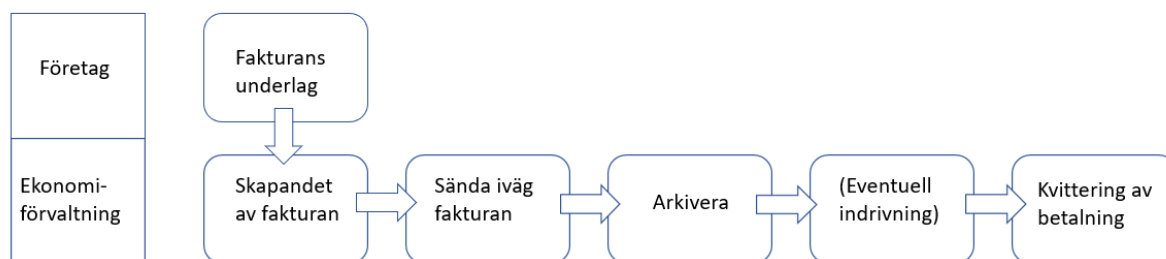 Företag
Fakturans
underlag
Ekonomi-
förvaltning
Skapandet
av fakturan
Sända iväg
fakturan
Arkivera
(Eventuell
indrivning)
Kvittering av
betalning